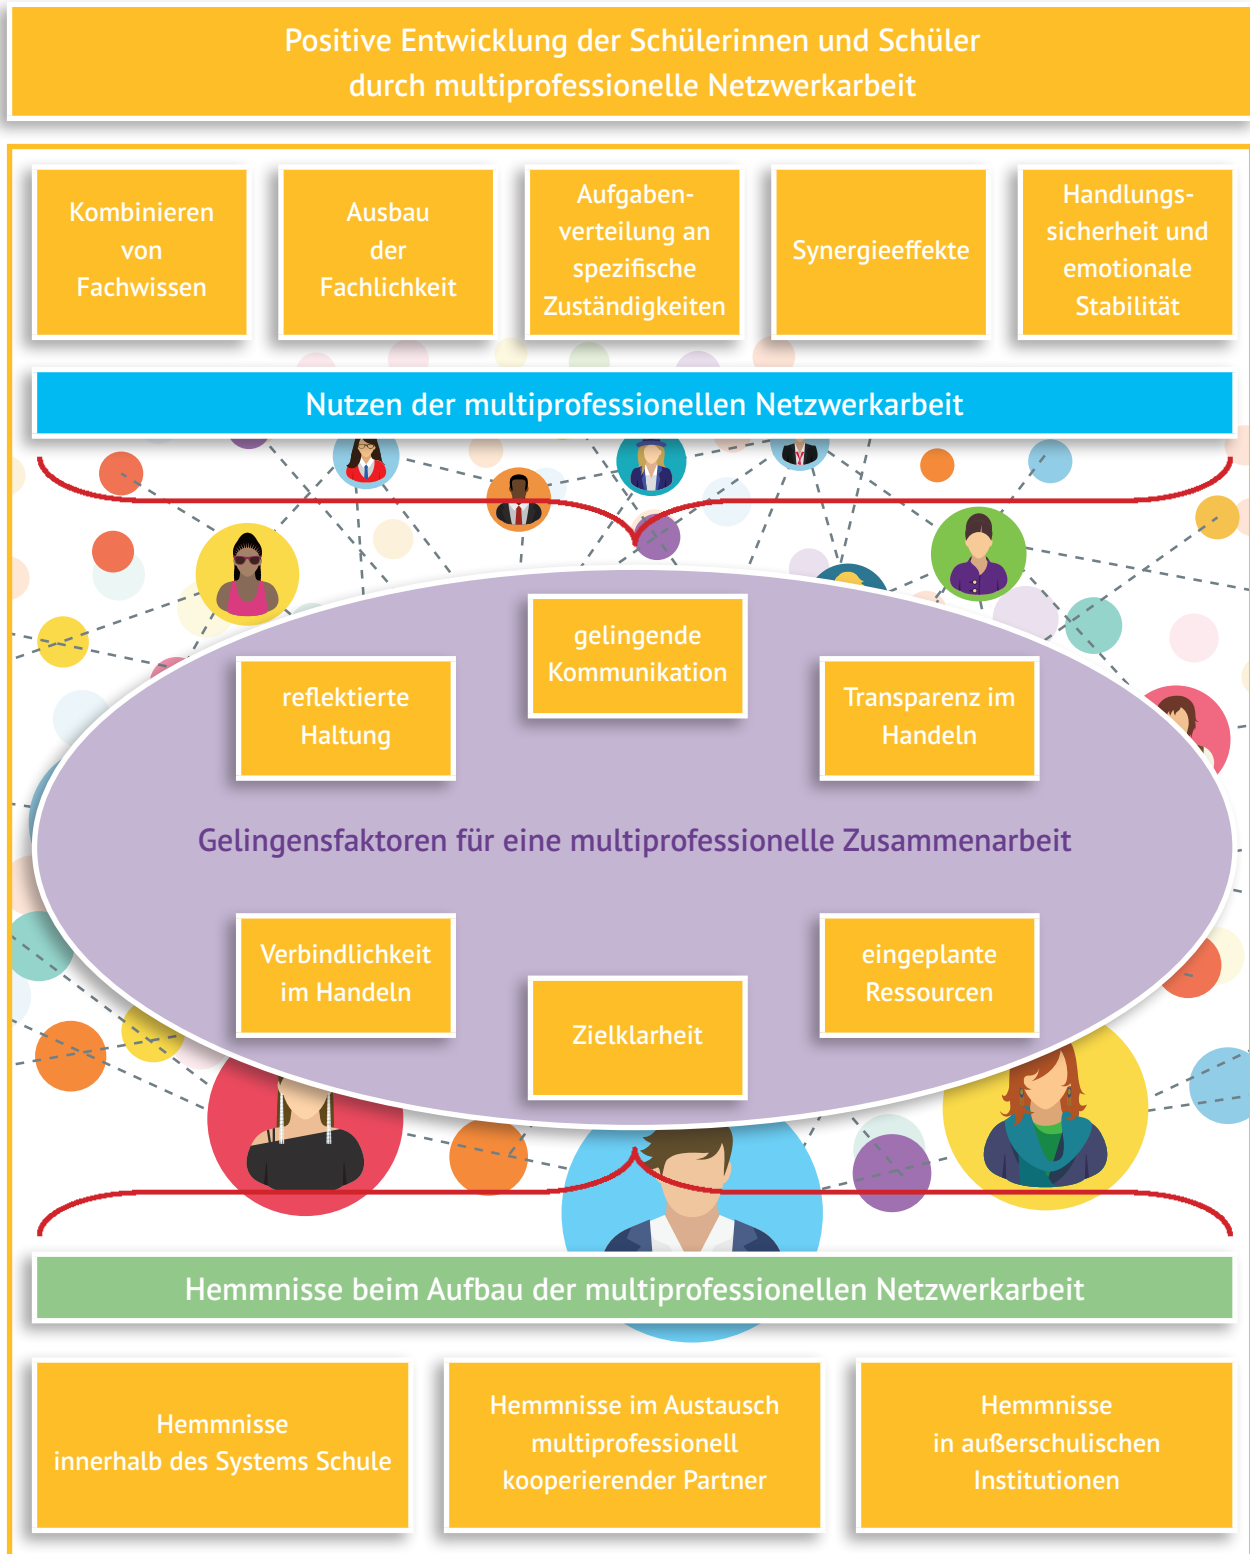 Positive Entwicklung der Schülerinnen und Schüler
durch multiprofessionelle Netzwerkarbeit
Kombinieren
von
Fachwissen
Ausbau
der
Fachlichkeit
Aufgaben-
verteilung an
spezifische
Zuständigkeiten
Synergieeffekte
Handlungs-
sicherheit und
emotionale
Stabilität
Nutzen der multiprofessionellen Netzwerkarbeit
gelingende
Kommunikation
reflektierte
Haltung
Transparenz im
Handeln
Gelingensfaktoren für eine multiprofessionelle Zusammenarbeit
Verbindlichkeit
im Handeln
Zielklarheit
eingeplante
Ressourcen
Hemmnisse beim Aufbau der multiprofessionellen Netzwerkarbeit
Hemmnisse
innerhalb des Systems Schule
Hemmnisse im Austausch
multiprofessionell
kooperierender Partner
Hemmnisse
in außerschulischen
Institutionen